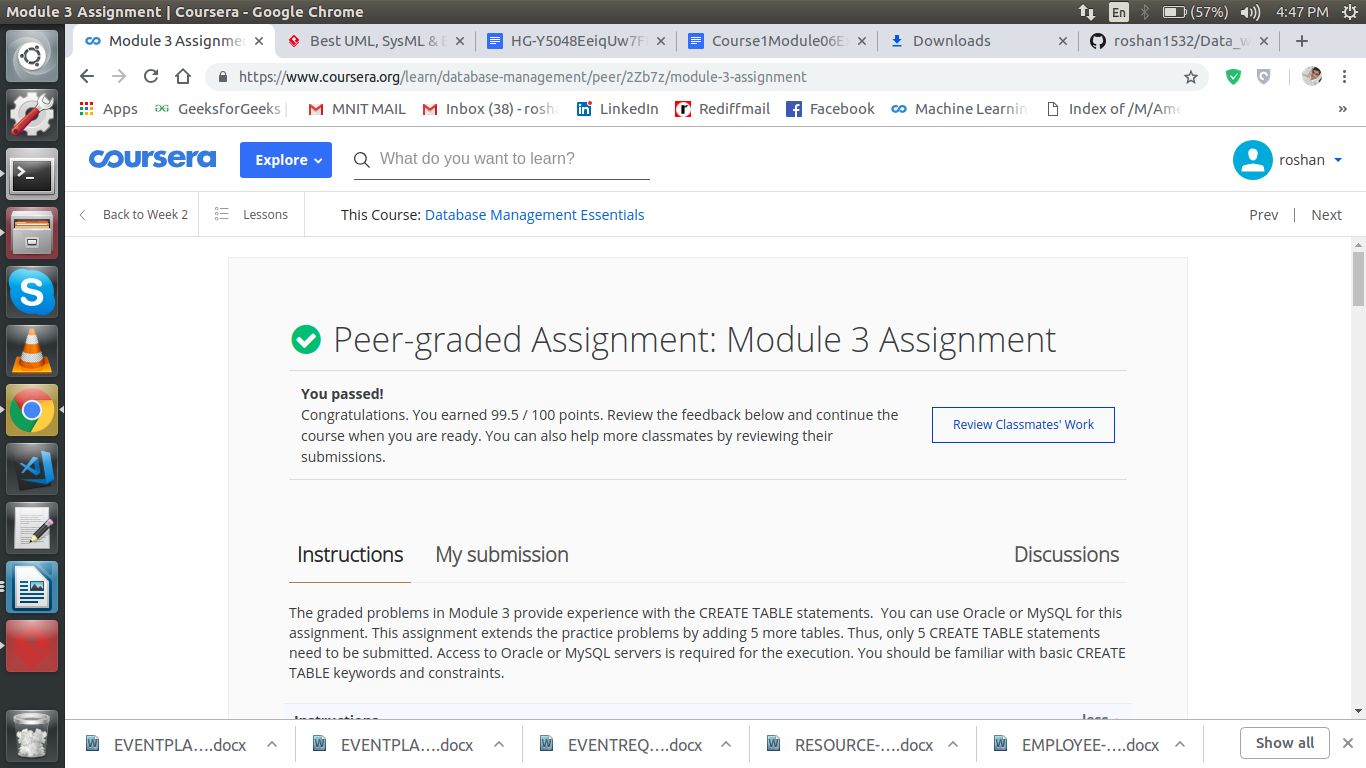 Module 3 Assignment | Coursera - Google Chrome
En
(57%)
4:47 PM
Module 3 Assignme
Best UML, SysML & 
HG-Y5048EeiqUw7F
Course1Module06E
Downloads
roshan1532/Data_w
https://www.coursera.org/learn/database-management/peer/2Zb7z/module-3-assignment
Apps
GeeksforGeeks |
MNIT MAIL
Inbox (38) - rosh
LinkedIn
Rediffmail
Facebook
Machine Learnin
Index of /M/Ame
»
coursera
Explore
What do you want to learn?
roshan
Back to Week 2
Lessons
This Course: Database Management Essentials
Prev | Next
Peer-graded Assignment: Module 3 Assignment
You passed!
Congratulations. You earned 99.5 / 100 points. Review the feedback below and continue the
course when you are ready. You can also help more classmates by reviewing their
submissions.
Review Classmates' Work
Instructions
My submission
Discussions
The graded problems in Module 3 provide experience with the CREATE TABLE statements.  You can use Oracle or MySQL for this
assignment. This assignment extends the practice problems by adding 5 more tables. Thus, only 5 CREATE TABLE statements
need to be submitted. Access to Oracle or MySQL servers is required for the execution. You should be familiar with basic CREATE
TABLE keywords and constraints.
Instructions
less
EVENTPLA....docx
EVENTPLA....docx
EVENTREQ....docx
RESOURCE-....docx
EMPLOYEE-....docx
Show all